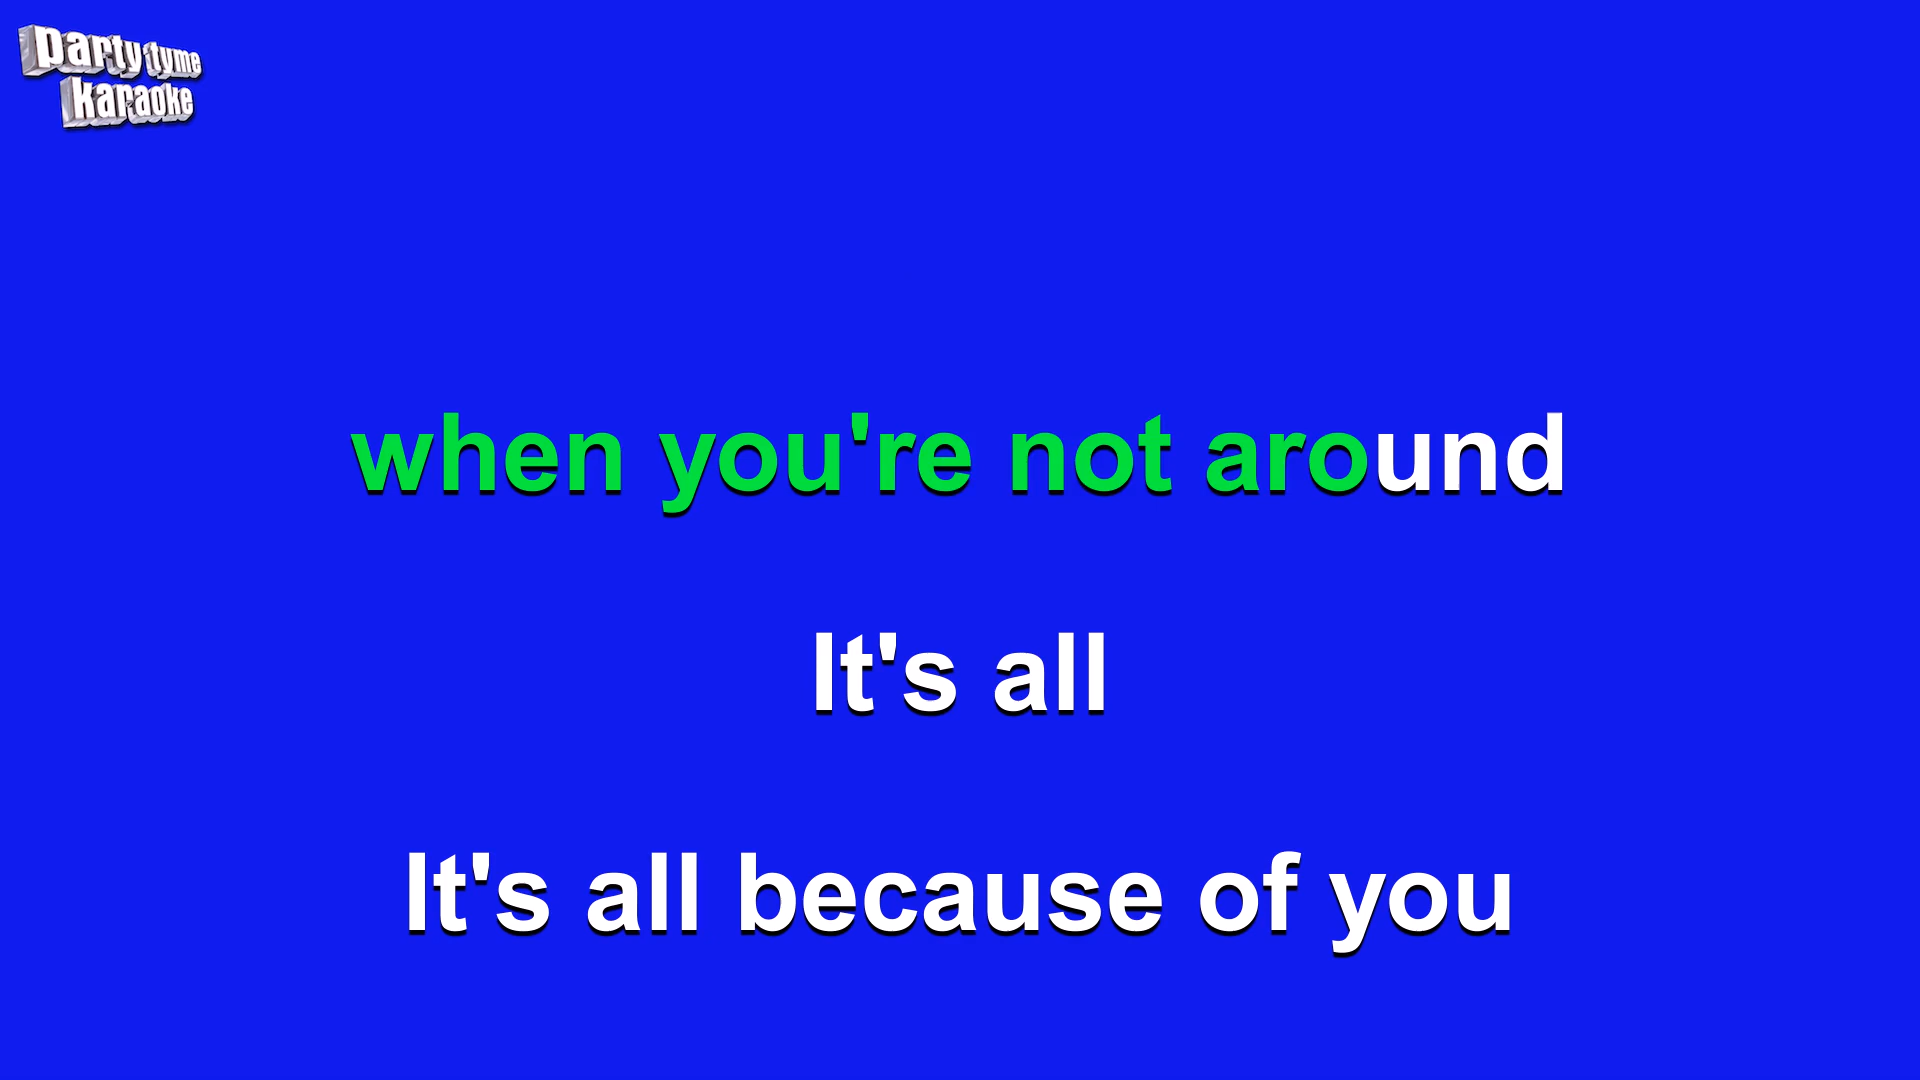 party tyme
karaoke
when you're not around
It's all
It's all because of you